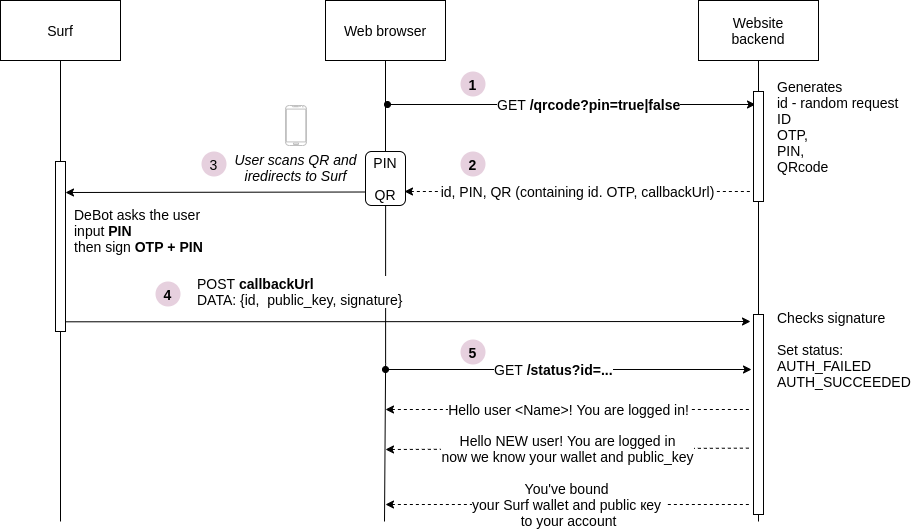 Surf
Web browser
Website
backend
1
GET /qrcode?pin=true|false
Generates
id - random request
ID
OTP,
PIN,
QRcode
3
User scans QR and
iredirects to Surf
PIN
QR
2
id, PIN, QR (containing id. OTP, callbackUrl)
DeBot asks the user
input PIN
then sign OTP + PIN
4
POST callbackUrl
DATA: {id, public_key, signature}
Checks signature
Set status:
AUTH_FAILED
AUTH_SUCCEEDED
5
GET /status?id=...
Hello user <Name>! You are logged in!
Hello NEW user! You are logged in
now we know your wallet and public_key
You've bound
your Surf wallet and public кey
to your account